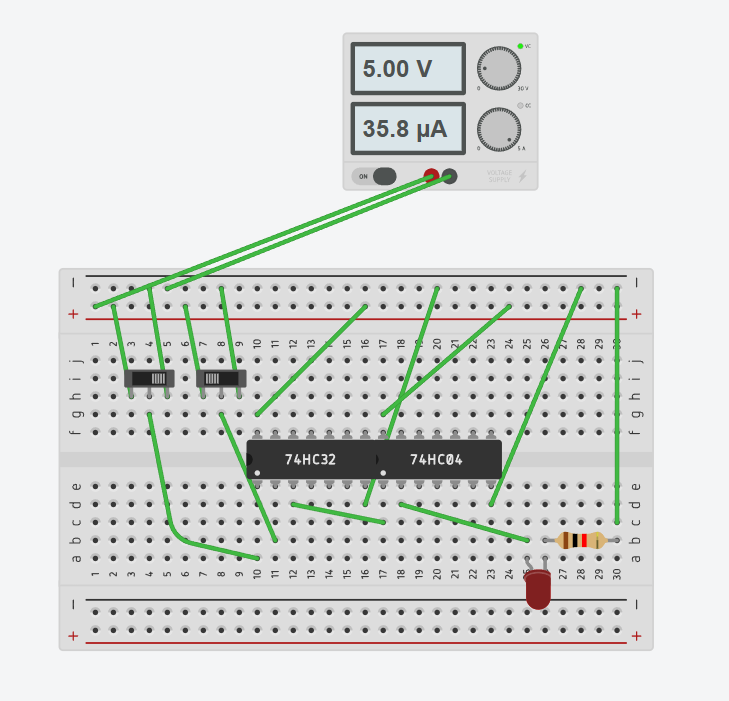 5.00 V
VC
0 30 V
35.8 µA
CC
0 5 A
ON
VOLTAGE SUPPLY
− −
+ +
1 2 3 4 5 6 7 8 9 10 11 12 13 14 15 16 17 18 19 20 21 22 23 24 25 26 27 28 29 30
j j
i i
h h
g g
f f
74HC32 74HC04
e e
d d
c c
b b
a a
1 2 3 4 5 6 7 8 9 10 11 12 13 14 15 16 17 18 19 20 21 22 23 24 25 26 27 28 29 30
− −
+ +